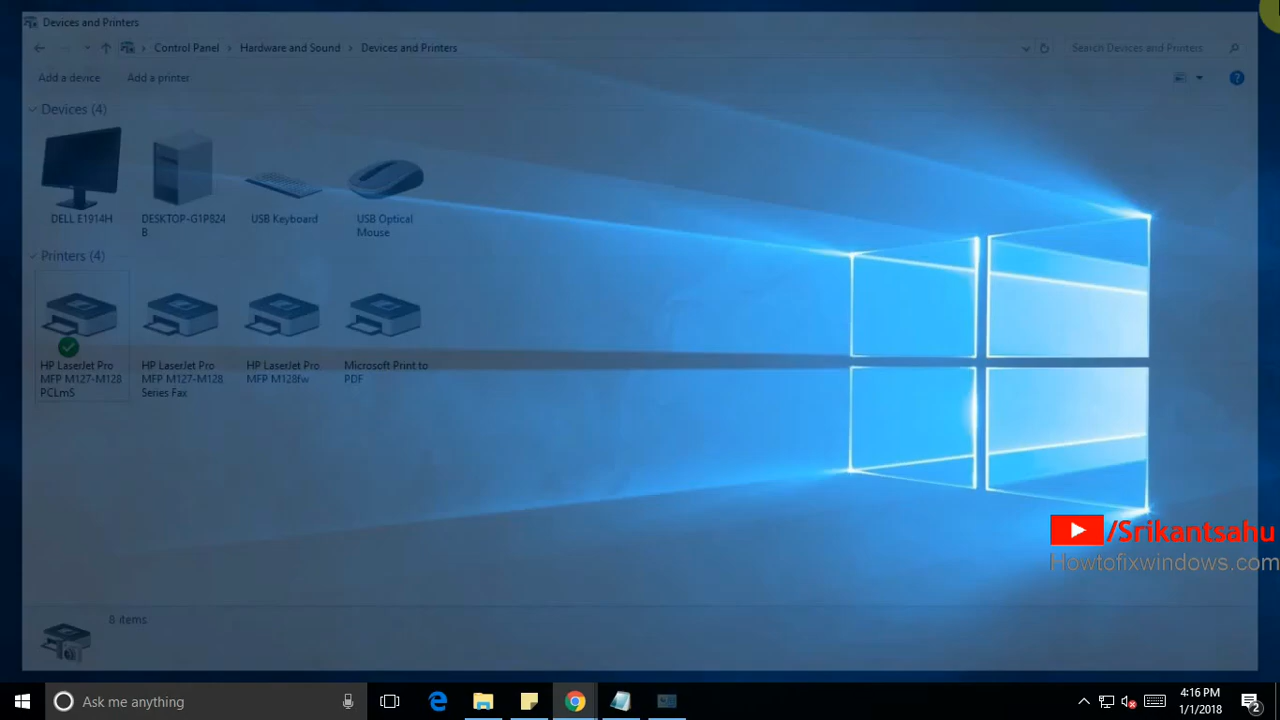 Devices and Printers
Control Panel > Hardware and Sound > Devices and Printers
Search Devices and Printers
Add a device
Add a printer
Devices (4)
DELL E1914H
DESKTOP-G1P824
B
USB Keyboard
USB Optical
Mouse
Printers (4)
HP LaserJet Pro
MFP M127-M128
PCLmS
HP LaserJet Pro
MFP M127-M128
Series Fax
HP LaserJet Pro
MFP M128fw
Microsoft Print to
PDF
/Srikantsahu
Howtofixwindows.com
8 items
Ask me anything
4:16 PM
1/1/2018
2